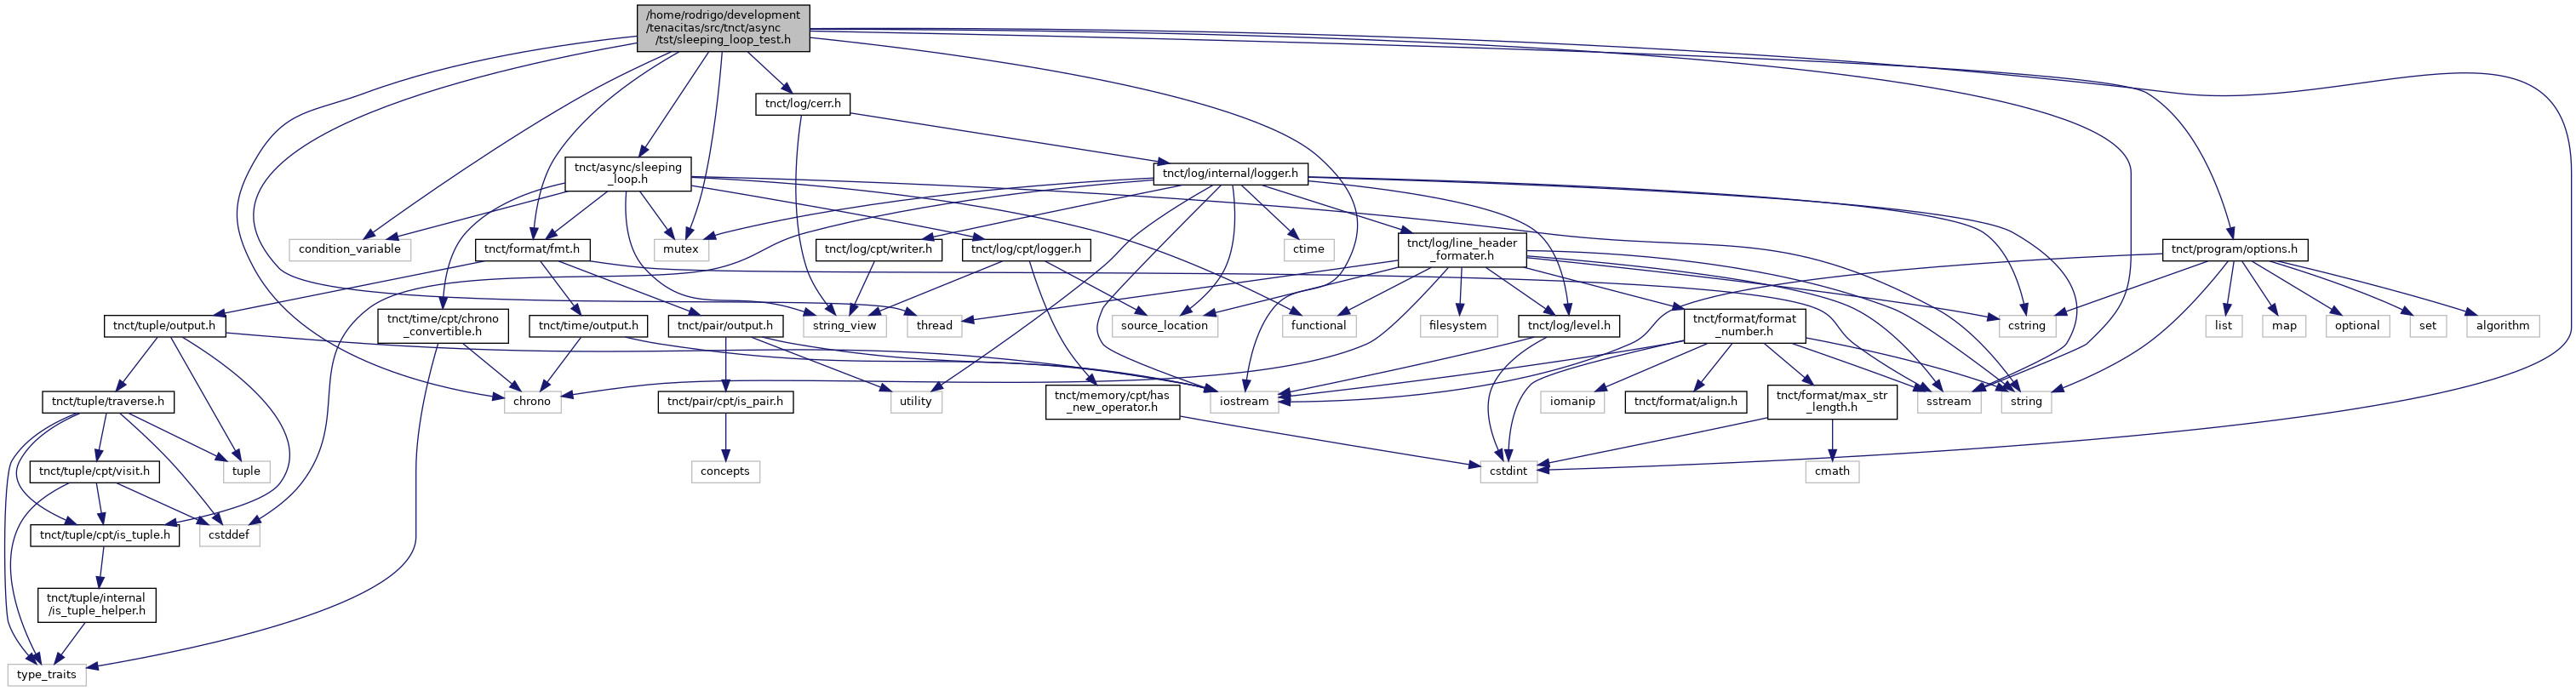 /home/rodrigo/development
/tenacitas/src/tnct/async
/tst/sleeping_loop_test.h
tnct/log/cerr.h
tnct/async/sleeping
_loop.h
tnct/log/internal/logger.h
condition_variable
tnct/format/fmt.h
mutex
tnct/log/cpt/writer.h
tnct/log/cpt/logger.h
ctime
tnct/log/line_header
_formater.h
tnct/program/options.h
tnct/tuple/output.h
tnct/time/cpt/chrono
_convertible.h
tnct/time/output.h
tnct/pair/output.h
string_view
thread
source_location
functional
filesystem
tnct/log/level.h
tnct/format/format
_number.h
cstring
list
map
optional
set
algorithm
tnct/tuple/traverse.h
chrono
tnct/pair/cpt/is_pair.h
utility
tnct/memory/cpt/has
_new_operator.h
iostream
iomanip
tnct/format/align.h
tnct/format/max_str
_length.h
sstream
string
tnct/tuple/cpt/visit.h
tuple
concepts
cstdint
cmath
tnct/tuple/cpt/is_tuple.h
cstddef
tnct/tuple/internal
/is_tuple_helper.h
type_traits